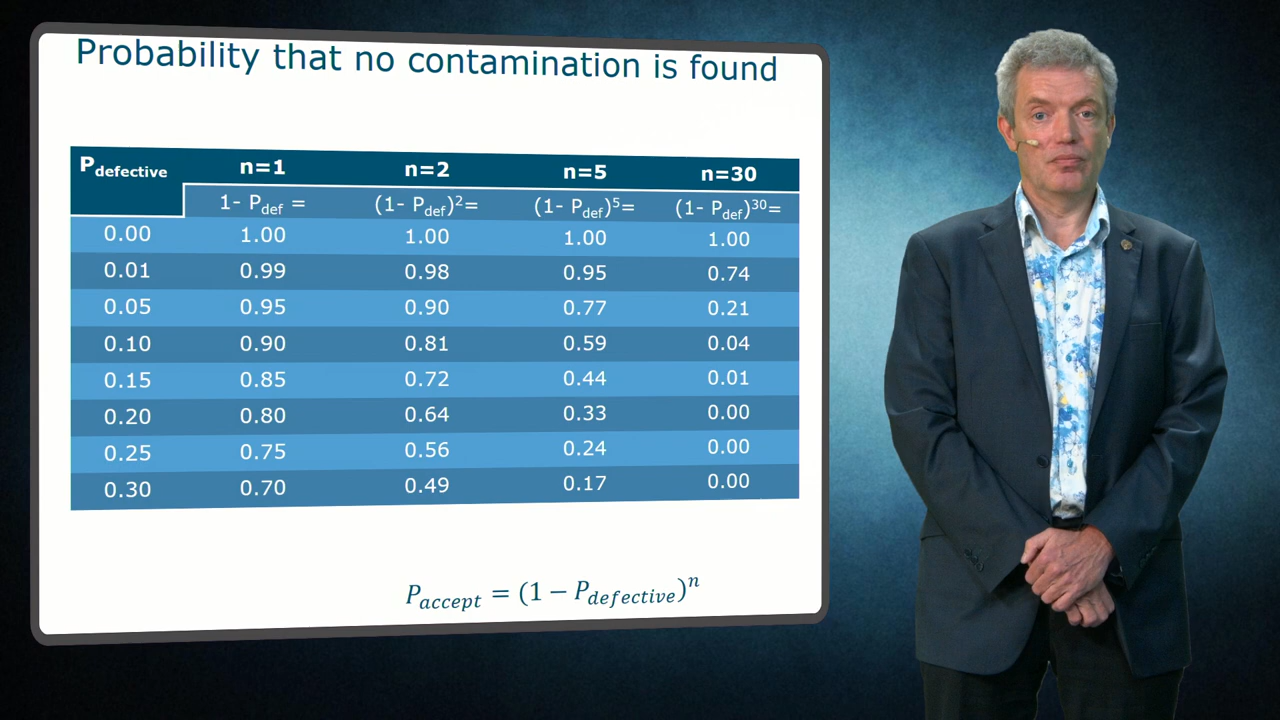 Probability that no contamination is found
Pdefective n=1 n=2 n=5 n=30
1- Pdef = (1- Pdef)²= (1- Pdef)⁵= (1- Pdef)³⁰=
0.00 1.00 1.00 1.00 1.00
0.01 0.99 0.98 0.95 0.74
0.05 0.95 0.90 0.77 0.21
0.10 0.90 0.81 0.59 0.04
0.15 0.85 0.72 0.44 0.01
0.20 0.80 0.64 0.33 0.00
0.25 0.75 0.56 0.24 0.00
0.30 0.70 0.49 0.17 0.00
Paccept = (1 − Pdefective)ⁿ